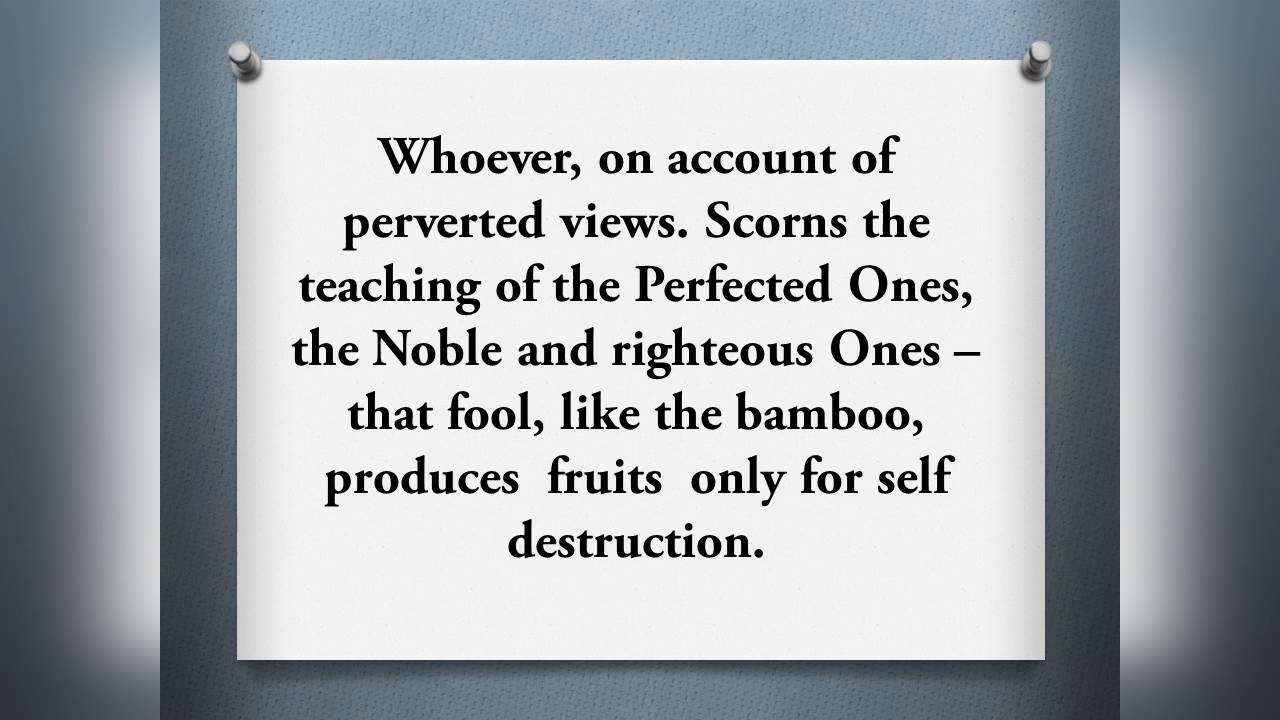 Whoever, on account of
perverted views. Scorns the
teaching of the Perfected Ones,
the Noble and righteous Ones –
that fool, like the bamboo,
produces  fruits  only for self
destruction.